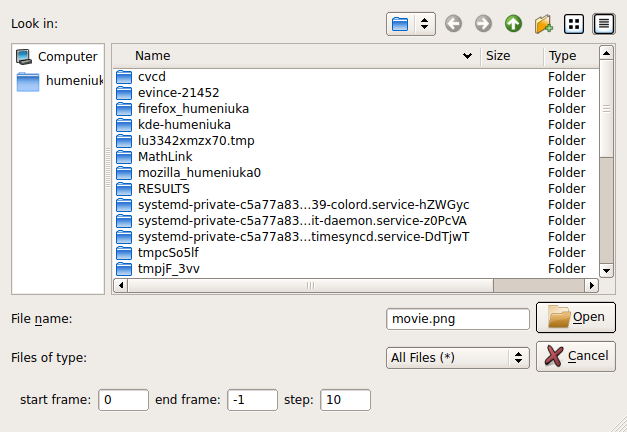 Look in:
Computer
humeniuk
Name Size Type
cvcd Folder
evince-21452 Folder
firefox_humeniuka Folder
kde-humeniuka Folder
lu3342xmzx70.tmp Folder
MathLink Folder
mozilla_humeniuka0 Folder
RESULTS Folder
systemd-private-c5a77a83...39-colord.service-hZWGyc Folder
systemd-private-c5a77a83...it-daemon.service-z0PcVA Folder
systemd-private-c5a77a83...timesyncd.service-DdTjwT Folder
tmpcSo5lf Folder
tmpjF_3vv Folder
File name: movie.png Open
Files of type: All Files (*) Cancel
start frame: 0 end frame: -1 step: 10